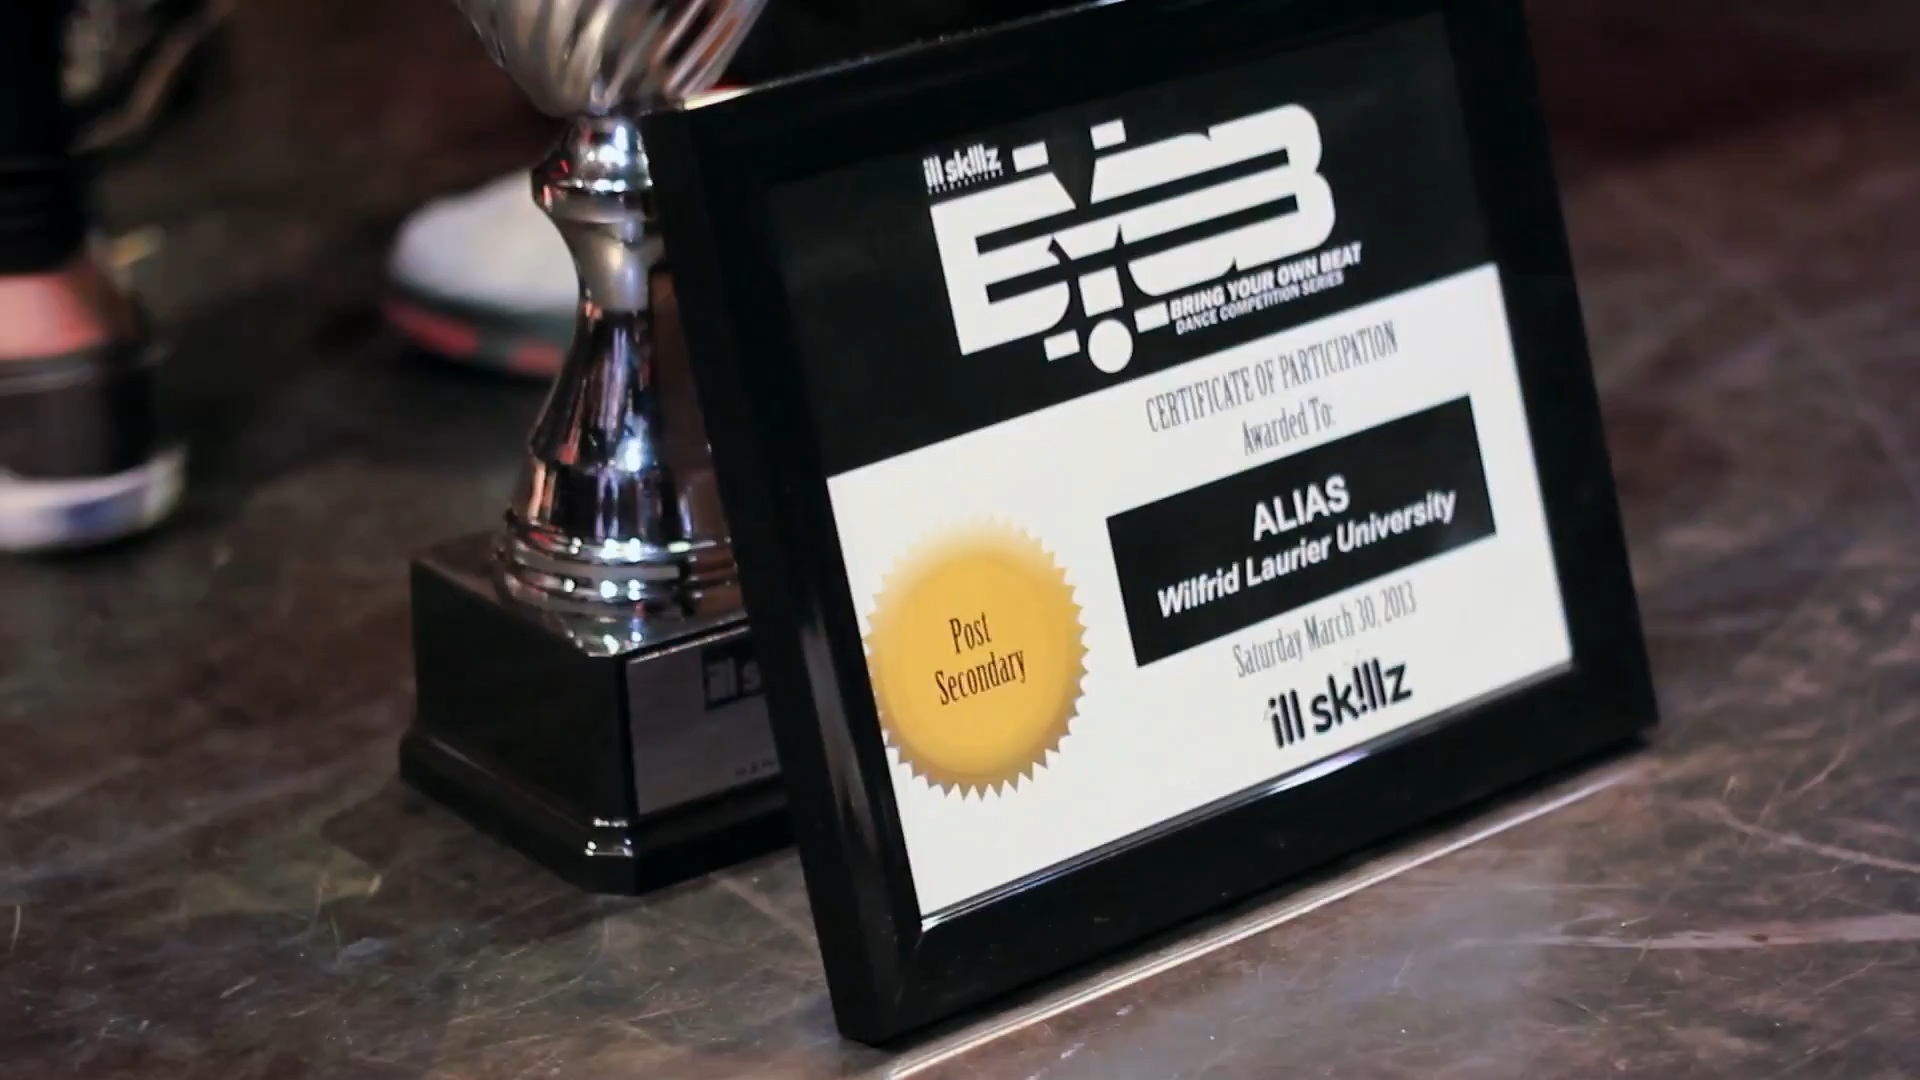 ill sk!llz
PRODUCTIONS
BYOB
BRING YOUR OWN BEAT
DANCE COMPETITION SERIES
CERTIFICATE OF PARTICIPATION
Awarded To:
ALIAS
Wilfrid Laurier University
Saturday March 30, 2013
ill sk!llz
Post
Secondary